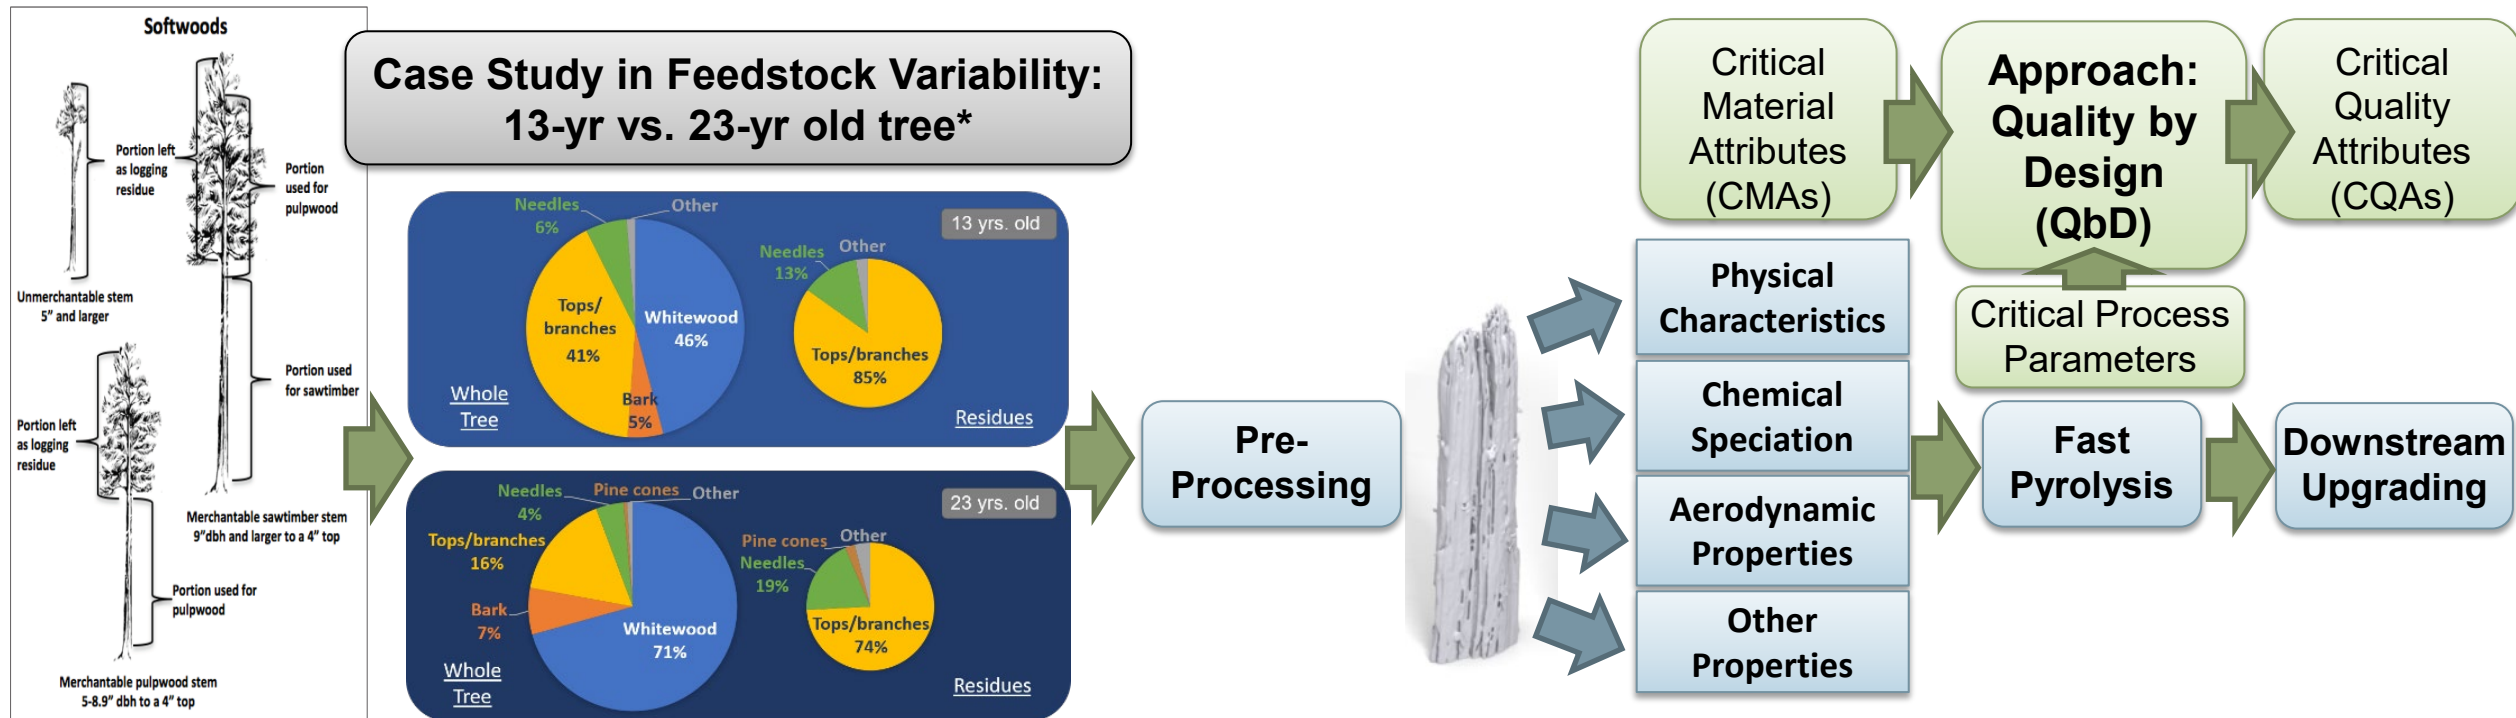 Softwoods
Portion left
as logging
residue
Portion
used for
pulpwood
Unmerchantable stem
5” and larger
Portion used
for sawtimber
Portion left
as logging
residue
Merchantable sawtimber stem
9”dbh and larger to a 4” top
Portion used for
pulpwood
Merchantable pulpwood stem
5-8.9” dbh to a 4” top
Case Study in Feedstock Variability:
13-yr vs. 23-yr old tree*
13 yrs. old
Needles
6%
Other
Tops/
branches
41%
Whitewood
46%
Bark
5%
Whole
Tree
Needles
13%
Other
Tops/branches
85%
Residues
23 yrs. old
Needles
4%
Pine cones
Other
Tops/branches
16%
Bark
7%
Whitewood
71%
Whole
Tree
Pine cones
Other
Needles
19%
Tops/branches
74%
Residues
Pre-
Processing
Critical
Material
Attributes
(CMAs)
Approach:
Quality by
Design
(QbD)
Critical
Quality
Attributes
(CQAs)
Critical Process
Parameters
Physical
Characteristics
Chemical
Speciation
Aerodynamic
Properties
Other
Properties
Fast
Pyrolysis
Downstream
Upgrading